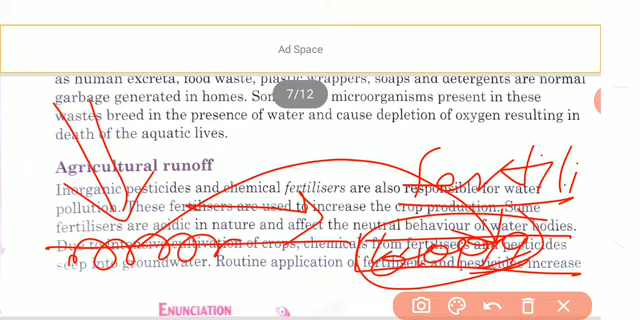 Ad Space
as human excreta, food waste, plastic wrappers, soaps and detergents are normal
garbage generated in homes. microorganisms present in these
7/12
wastes breed in the presence of water and cause depletion of oxygen resulting in
death of the aquatic lives.
Agricultural runoff
fertili
Inorganic pesticides and chemical fertilisers are also responsible for water
pollution. These fertilisers are used to increase the crop production. Some
fertilisers are acidic in nature and affect the neutral behaviour of water bodies.
Due to intensive cultivation of crops, chemicals from fertilisers and pesticides
seep into groundwater. Routine application of fertilisers and pesticides increase
ENUNCIATION